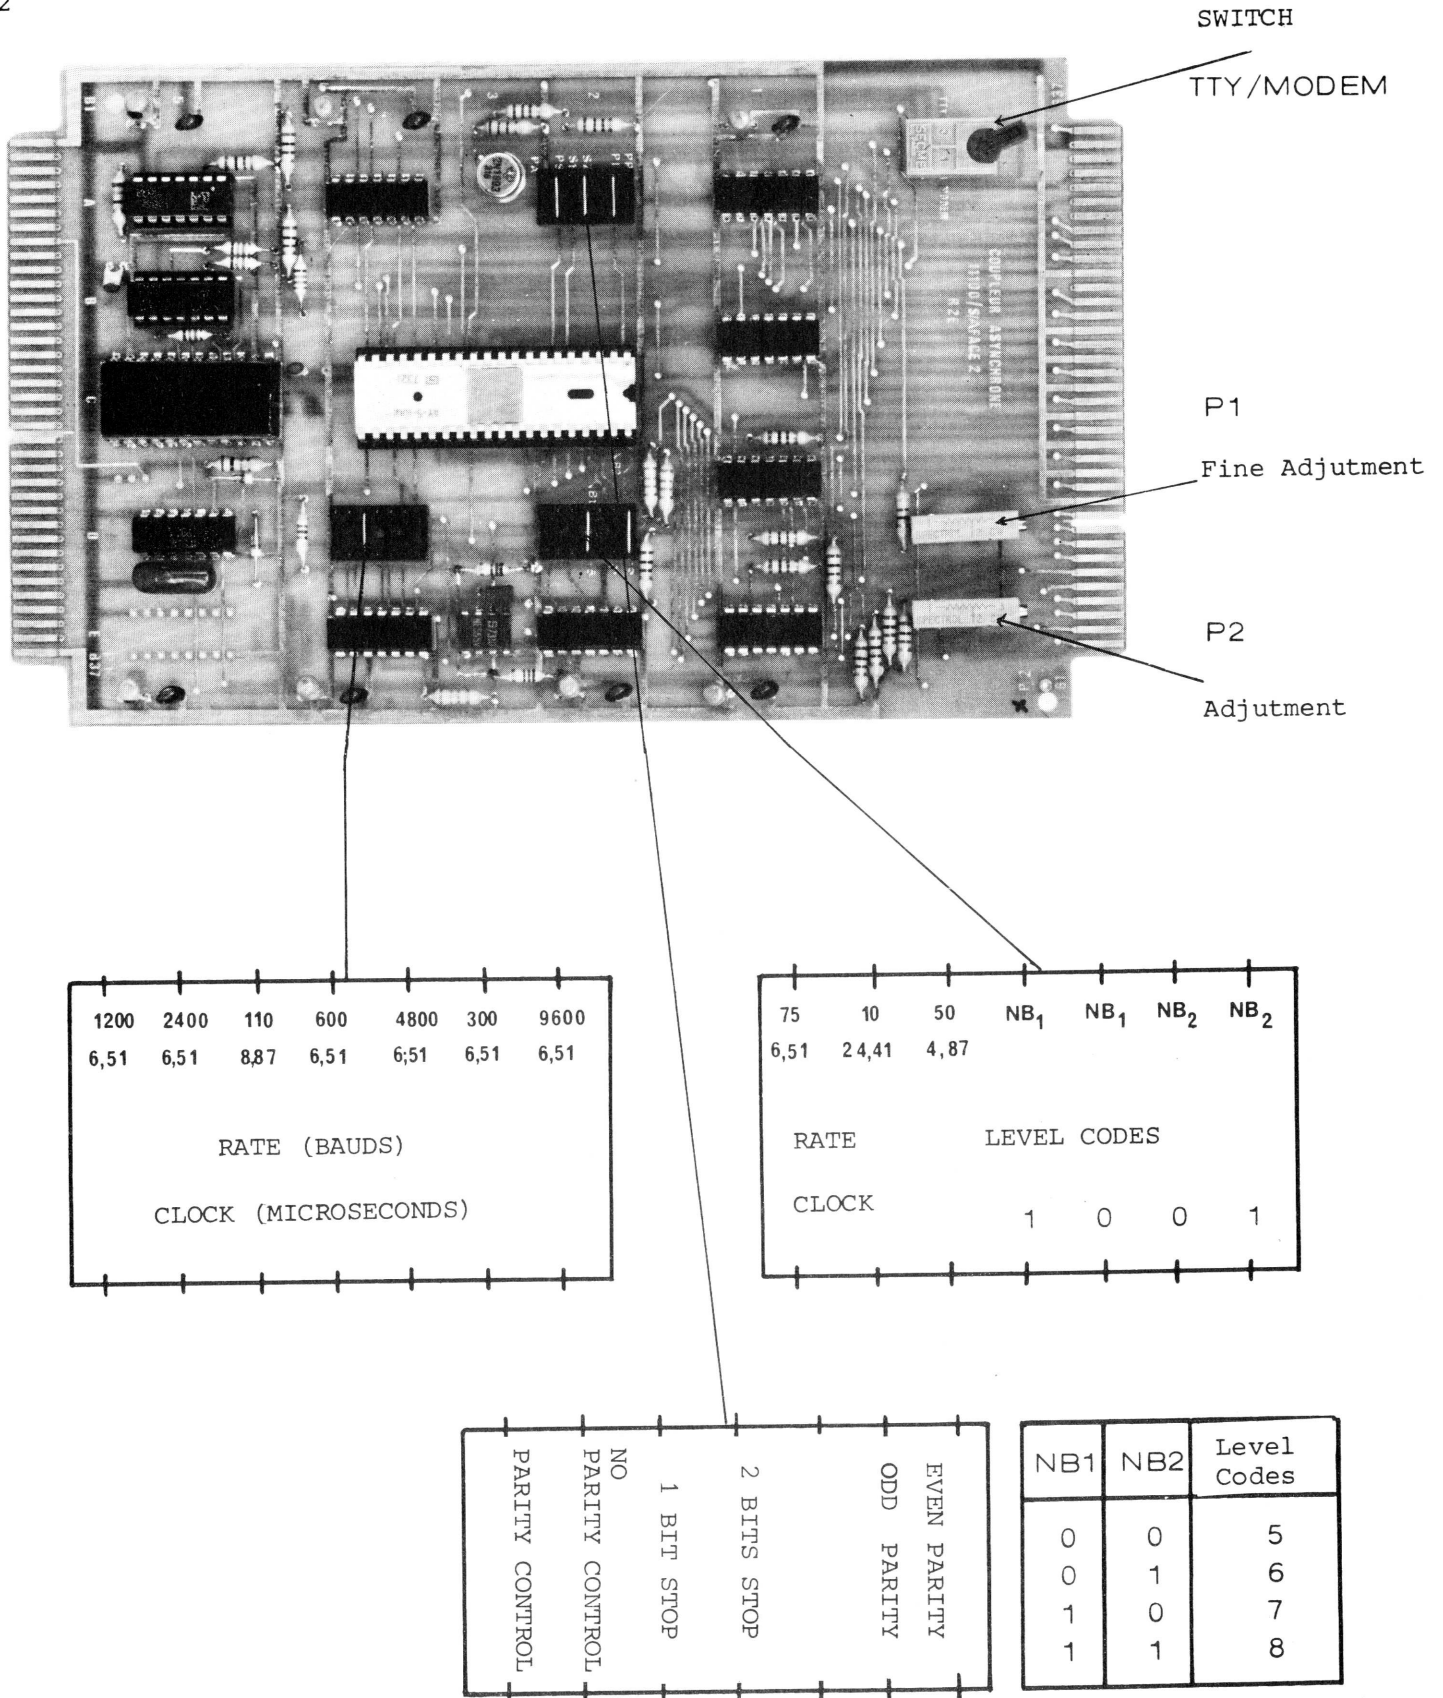 2
SWITCH
TTY/MODEM
COUPLEUR ASYNCHRONE
R24
P1
Fine Adjutment
P2
Adjutment
A
B
C
D
E
1200 2400 110 600 4800 300 9600
6,51 6,51 8,87 6,51 6,51 6,51 6,51
RATE (BAUDS)
CLOCK (MICROSECONDS)
75 10 50 NB1 NB1 NB2 NB2
6,51 24,41 4,87
RATE LEVEL CODES
CLOCK 1 0 0 1
PARITY CONTROL
NO
PARITY CONTROL
1 BIT STOP
2 BITS STOP
ODD PARITY
EVEN PARITY
NB1 NB2 Level
Codes
0 0 5
0 1 6
1 0 7
1 1 8